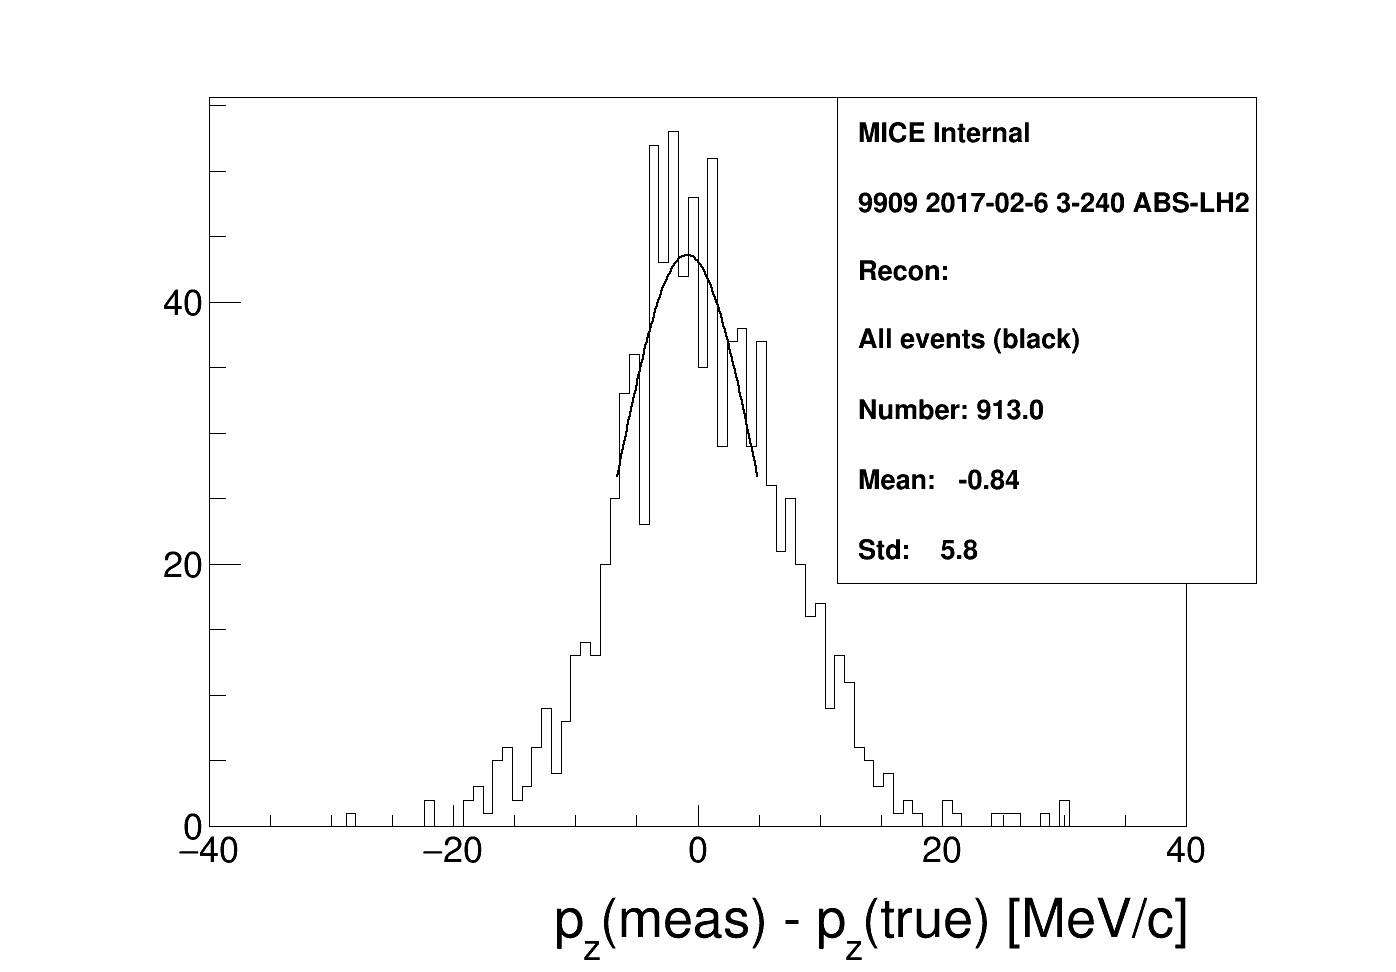 MICE Internal
9909 2017-02-6 3-240 ABS-LH2
Recon:
All events (black)
Number: 913.0
Mean: -0.84
Std: 5.8
40
20
0
−40 −20 0 20 40
p_z(meas) - p_z(true) [MeV/c]